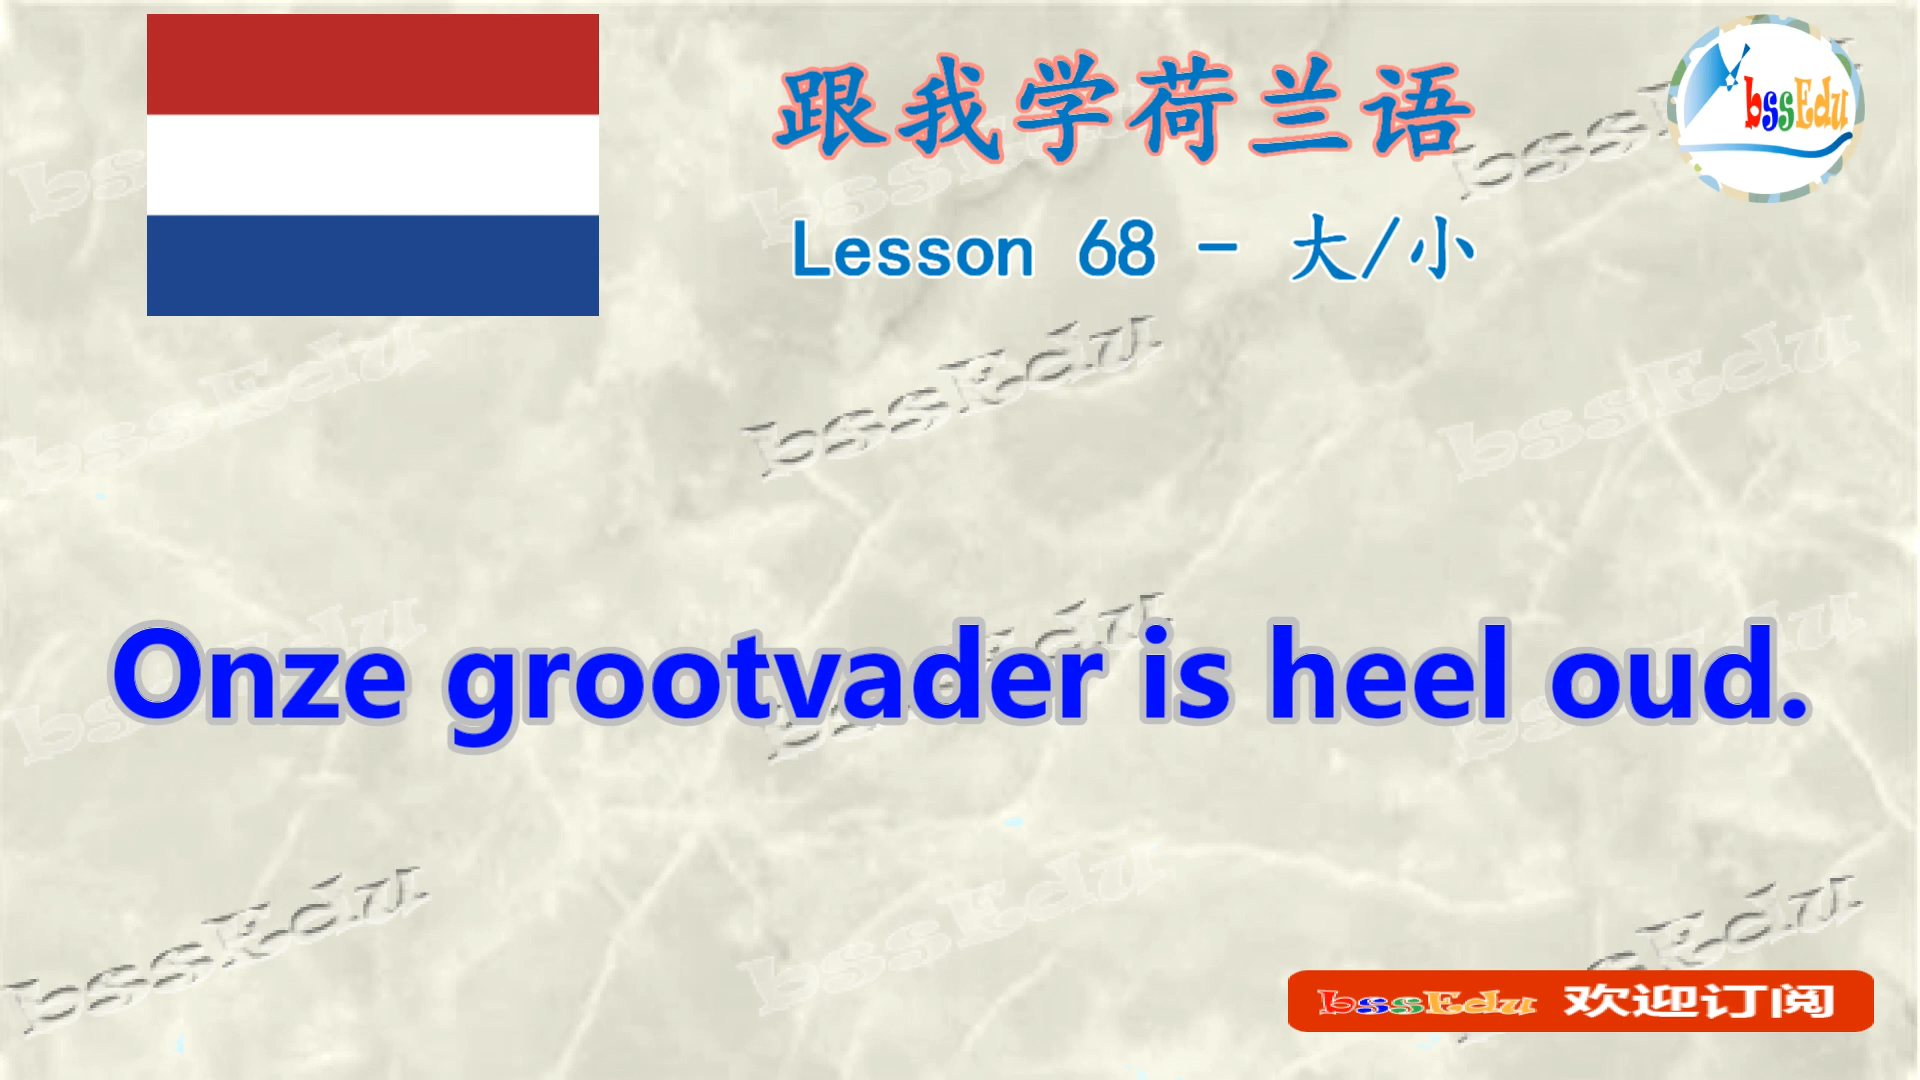 跟我学荷兰语
bssEdu
Lesson 68 - 大/小
Onze grootvader is heel oud.
bssEdu 欢迎订阅